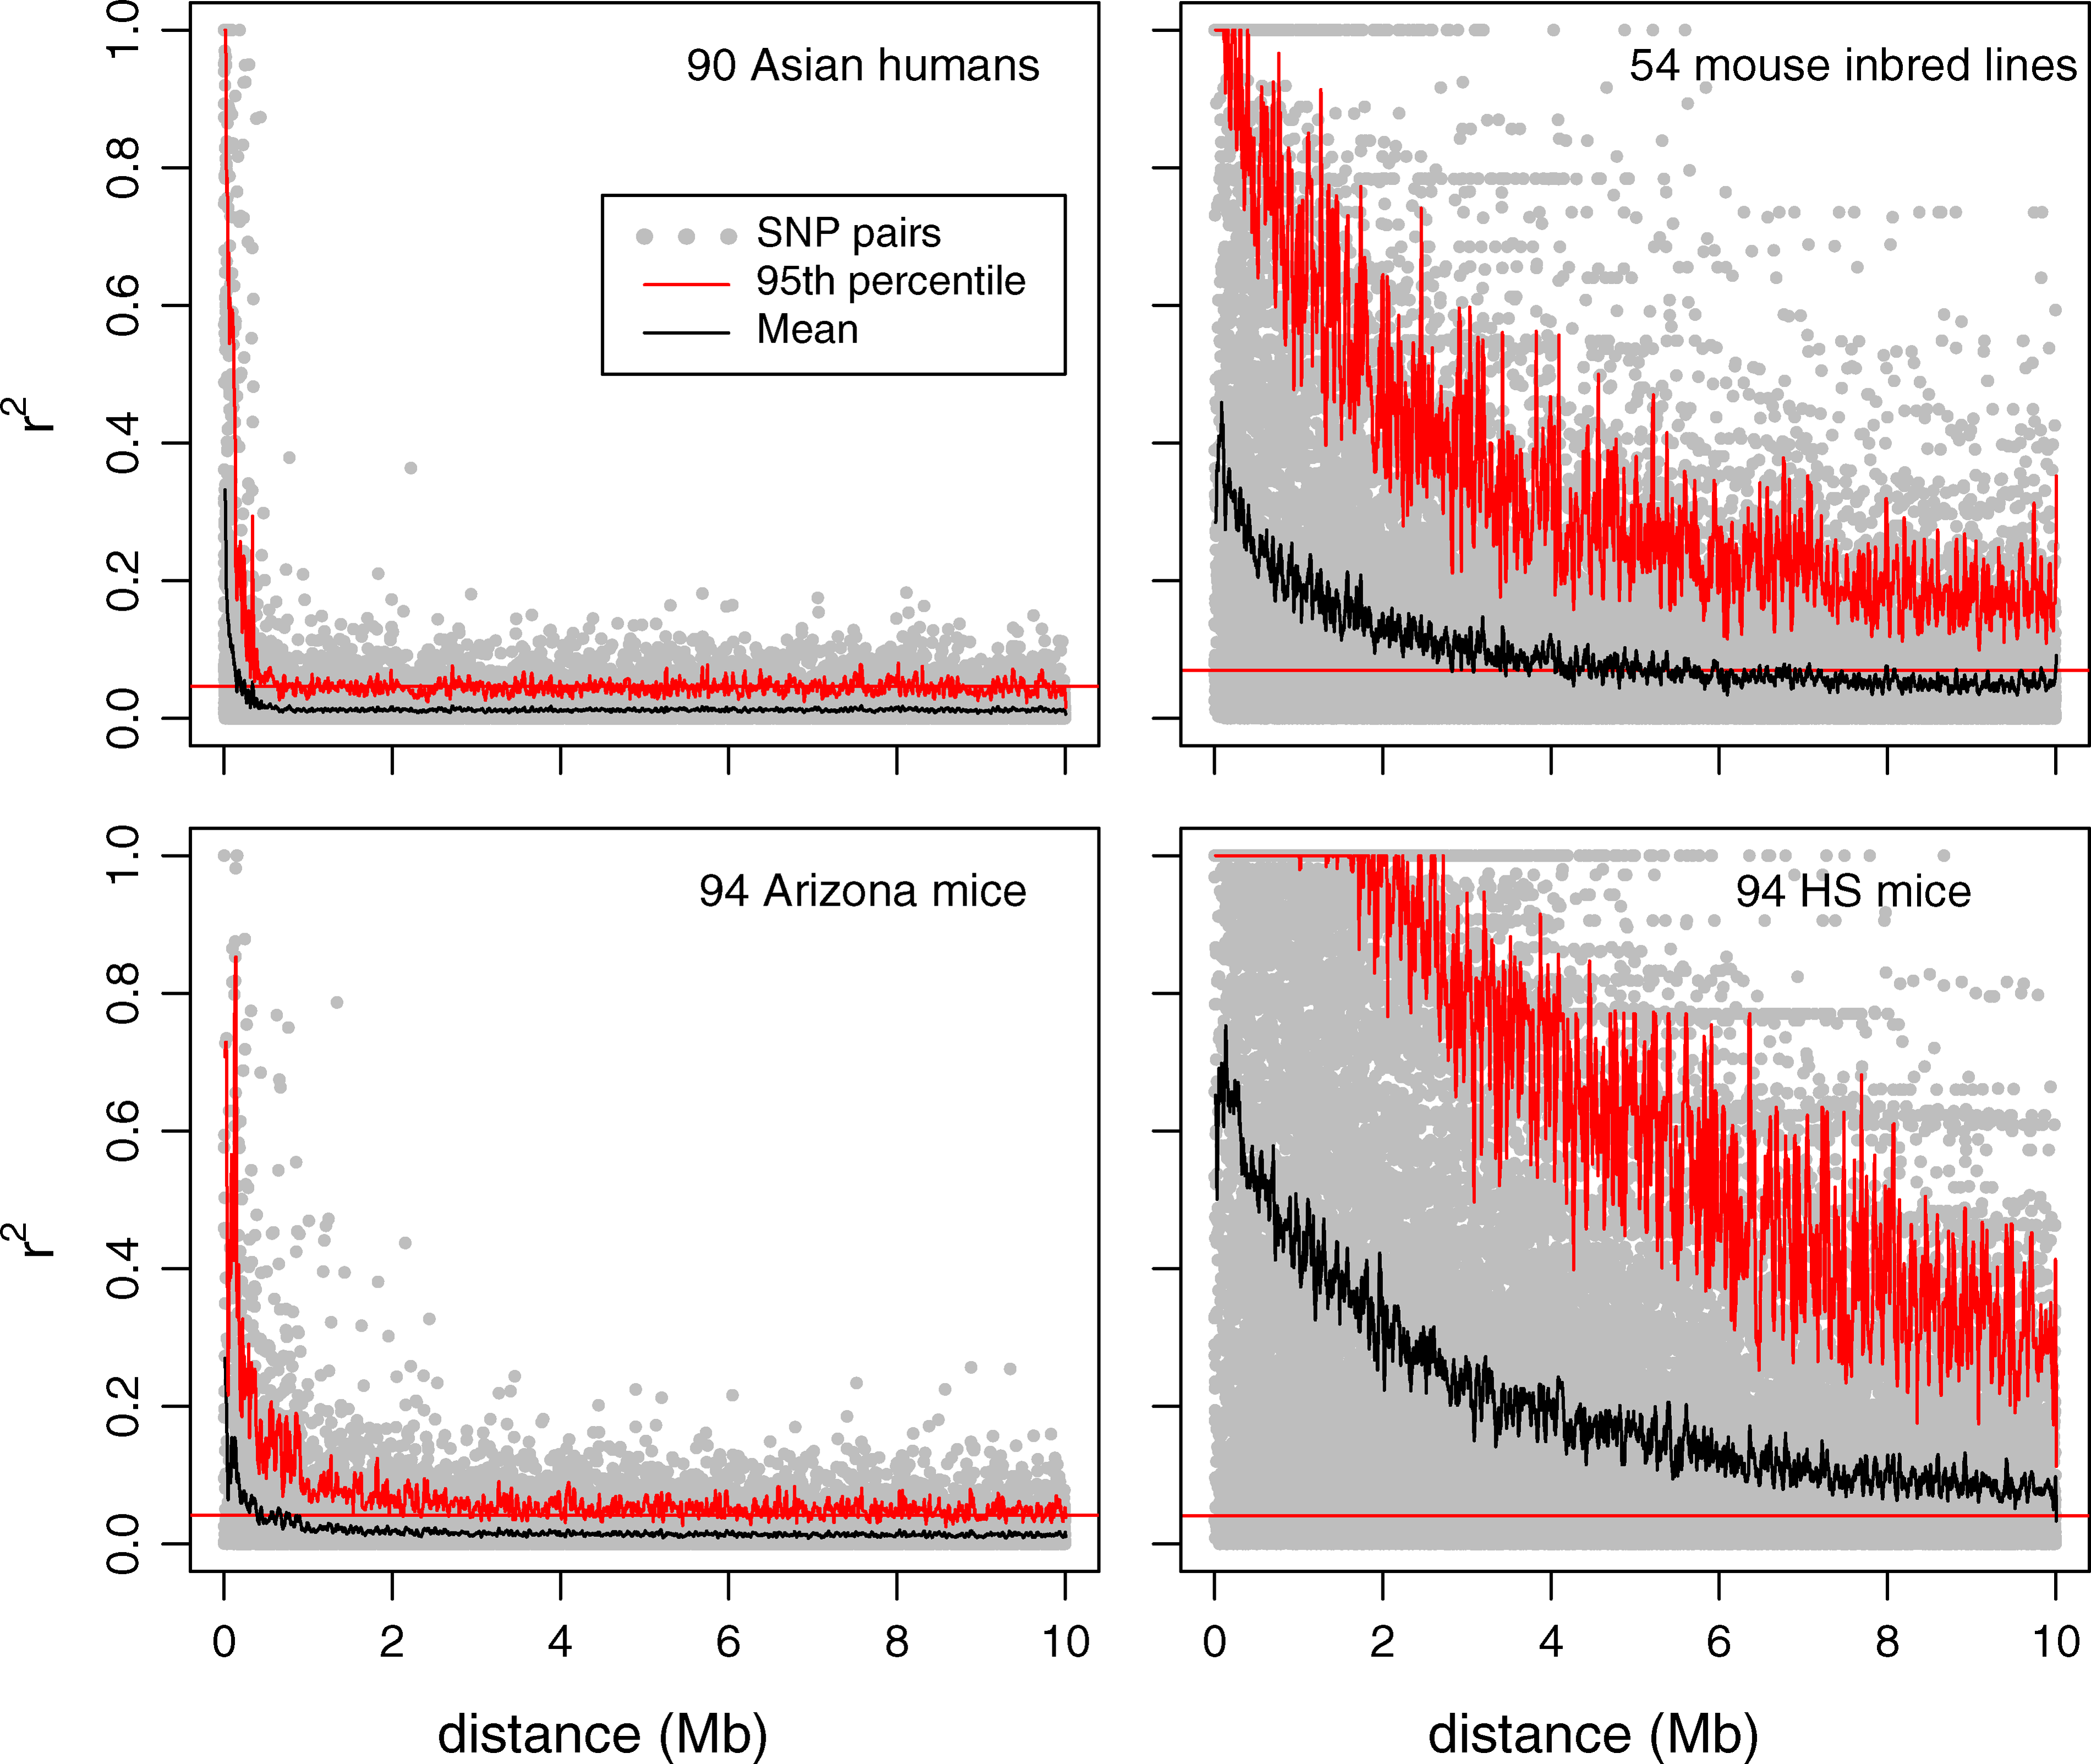 90 Asian humans
54 mouse inbred lines
SNP pairs
95th percentile
Mean
r²
1.0
0.8
0.6
0.4
0.2
0.0
94 Arizona mice
94 HS mice
r²
1.0
0.8
0.6
0.4
0.2
0.0
0 2 4 6 8 10
0 2 4 6 8 10
distance (Mb)
distance (Mb)